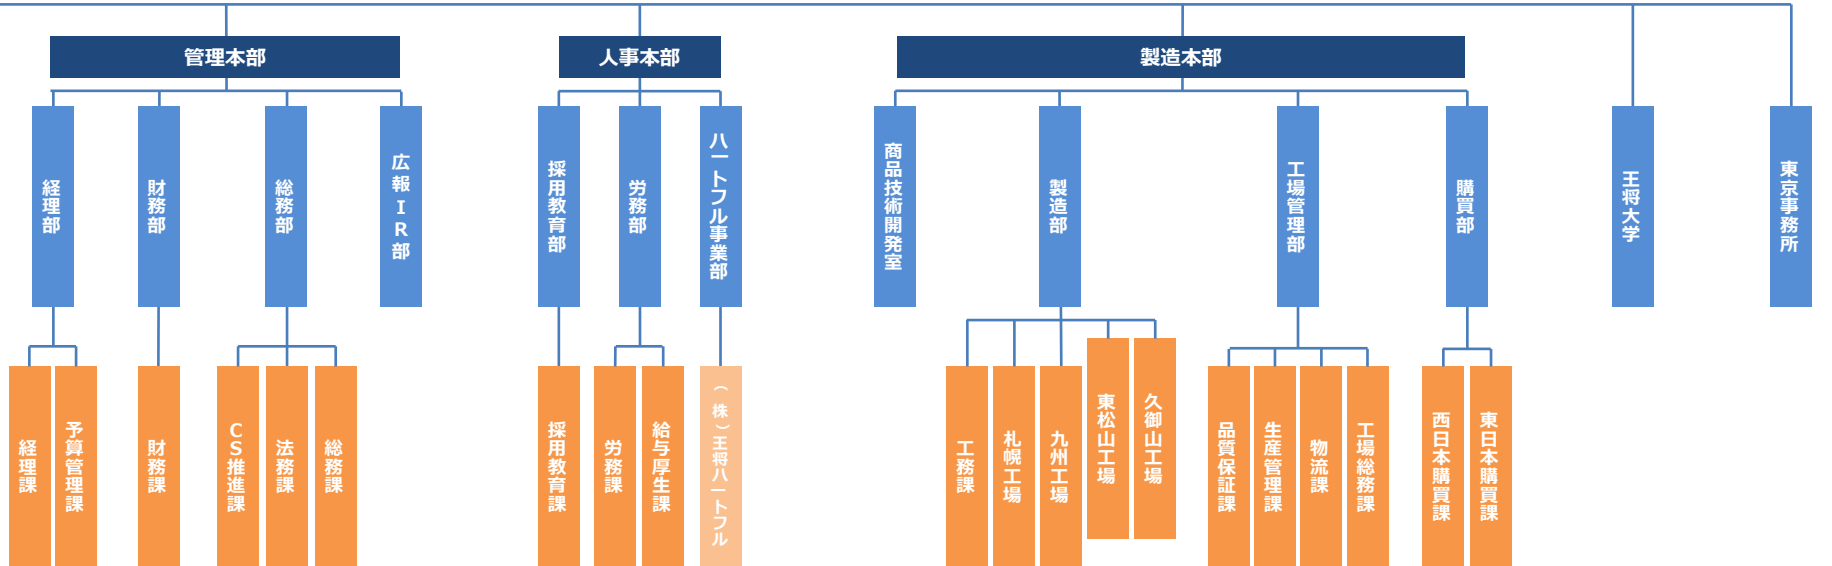 管理本部
人事本部
製造本部
経理部
財務部
総務部
広報IR部
採用教育部
労務部
ハートフル事業部
商品技術開発室
製造部
工場管理部
購買部
王将大学
東京事務所
経理課
予算管理課
財務課
CS推進課
法務課
総務課
採用教育課
労務課
給与厚生課
（株）王将ハートフル
工務課
札幌工場
九州工場
東松山工場
久御山工場
品質保証課
生産管理課
物流課
工場総務課
西日本購買課
東日本購買課